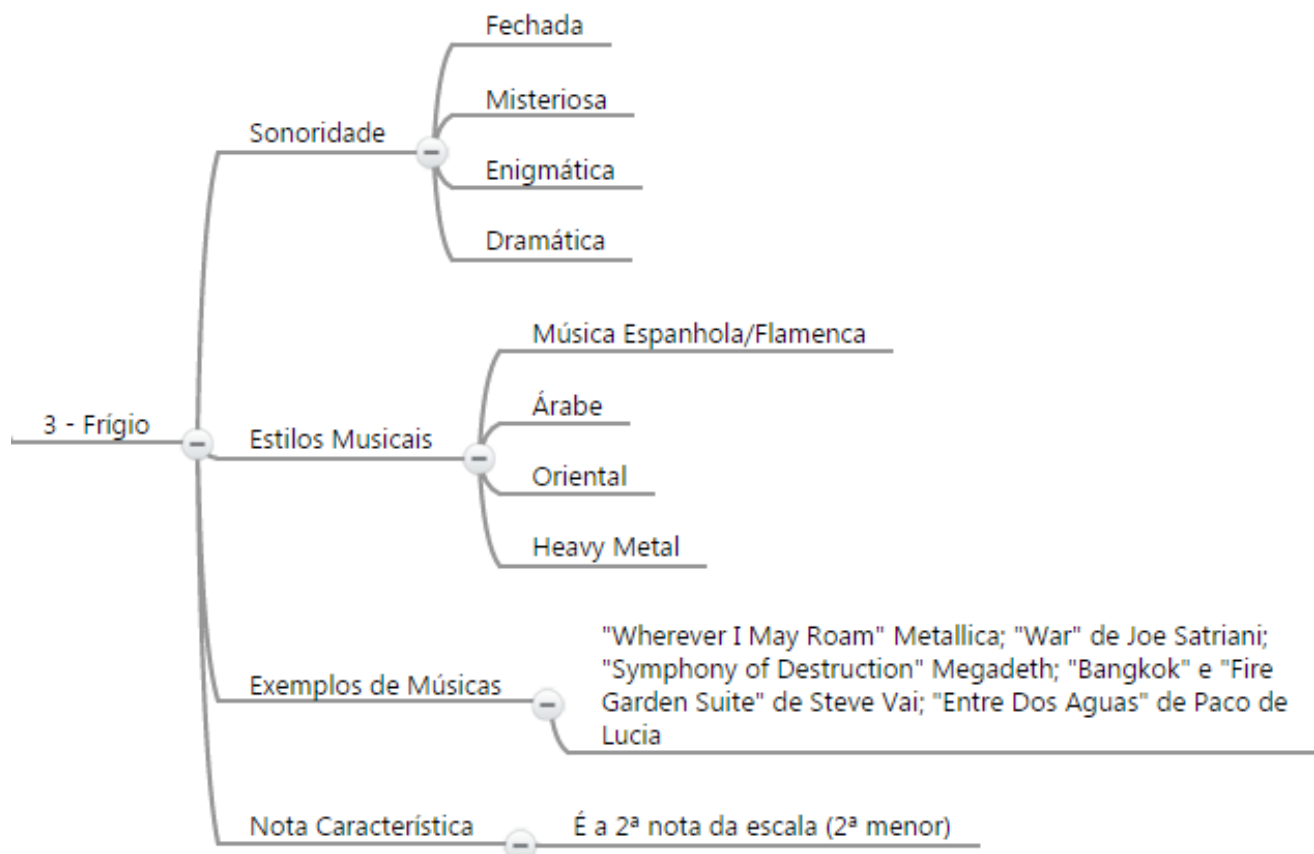 3 - Frígio
Sonoridade
Fechada
Misteriosa
Enigmática
Dramática
Estilos Musicais
Música Espanhola/Flamenca
Árabe
Oriental
Heavy Metal
Exemplos de Músicas
"Wherever I May Roam" Metallica; "War" de Joe Satriani;
"Symphony of Destruction" Megadeth; "Bangkok" e "Fire
Garden Suite" de Steve Vai; "Entre Dos Aguas" de Paco de
Lucia
Nota Característica
É a 2ª nota da escala (2ª menor)